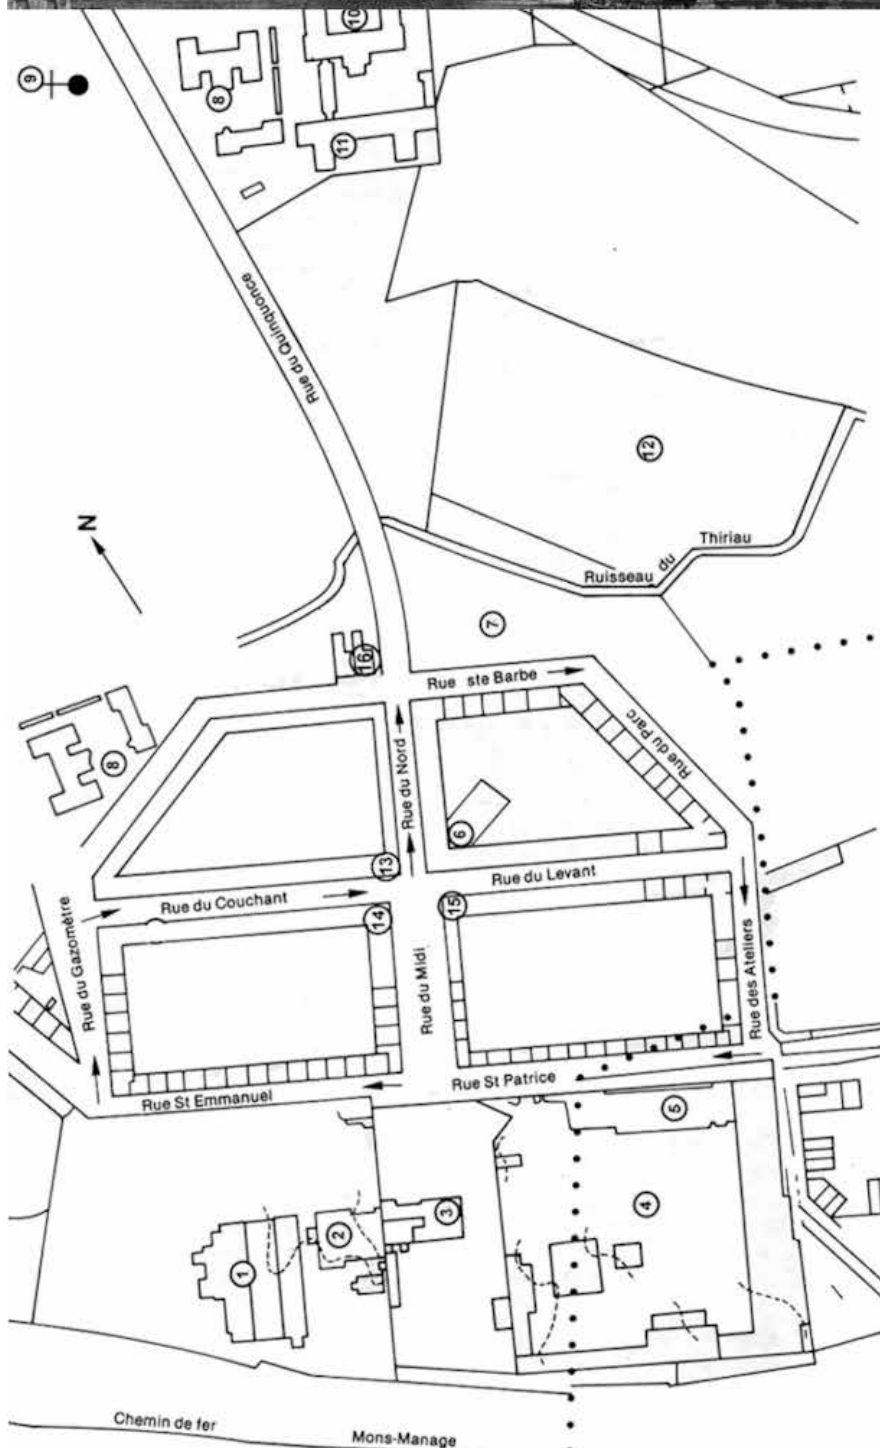 10
9
8
11
Rue du Quinquonce
12
N
Thiriau
du
Ruisseau
7
16
Rue ste Barbe
Rue du Parc
8
Rue du Nord
6
13
Rue du Levant
Rue du Couchant
15
14
Rue du Gazomètre
Rue du Midi
Rue des Ateliers
Rue St Patrice
Rue St Emmanuel
5
4
3
2
1
Chemin de fer
Mons-Manage